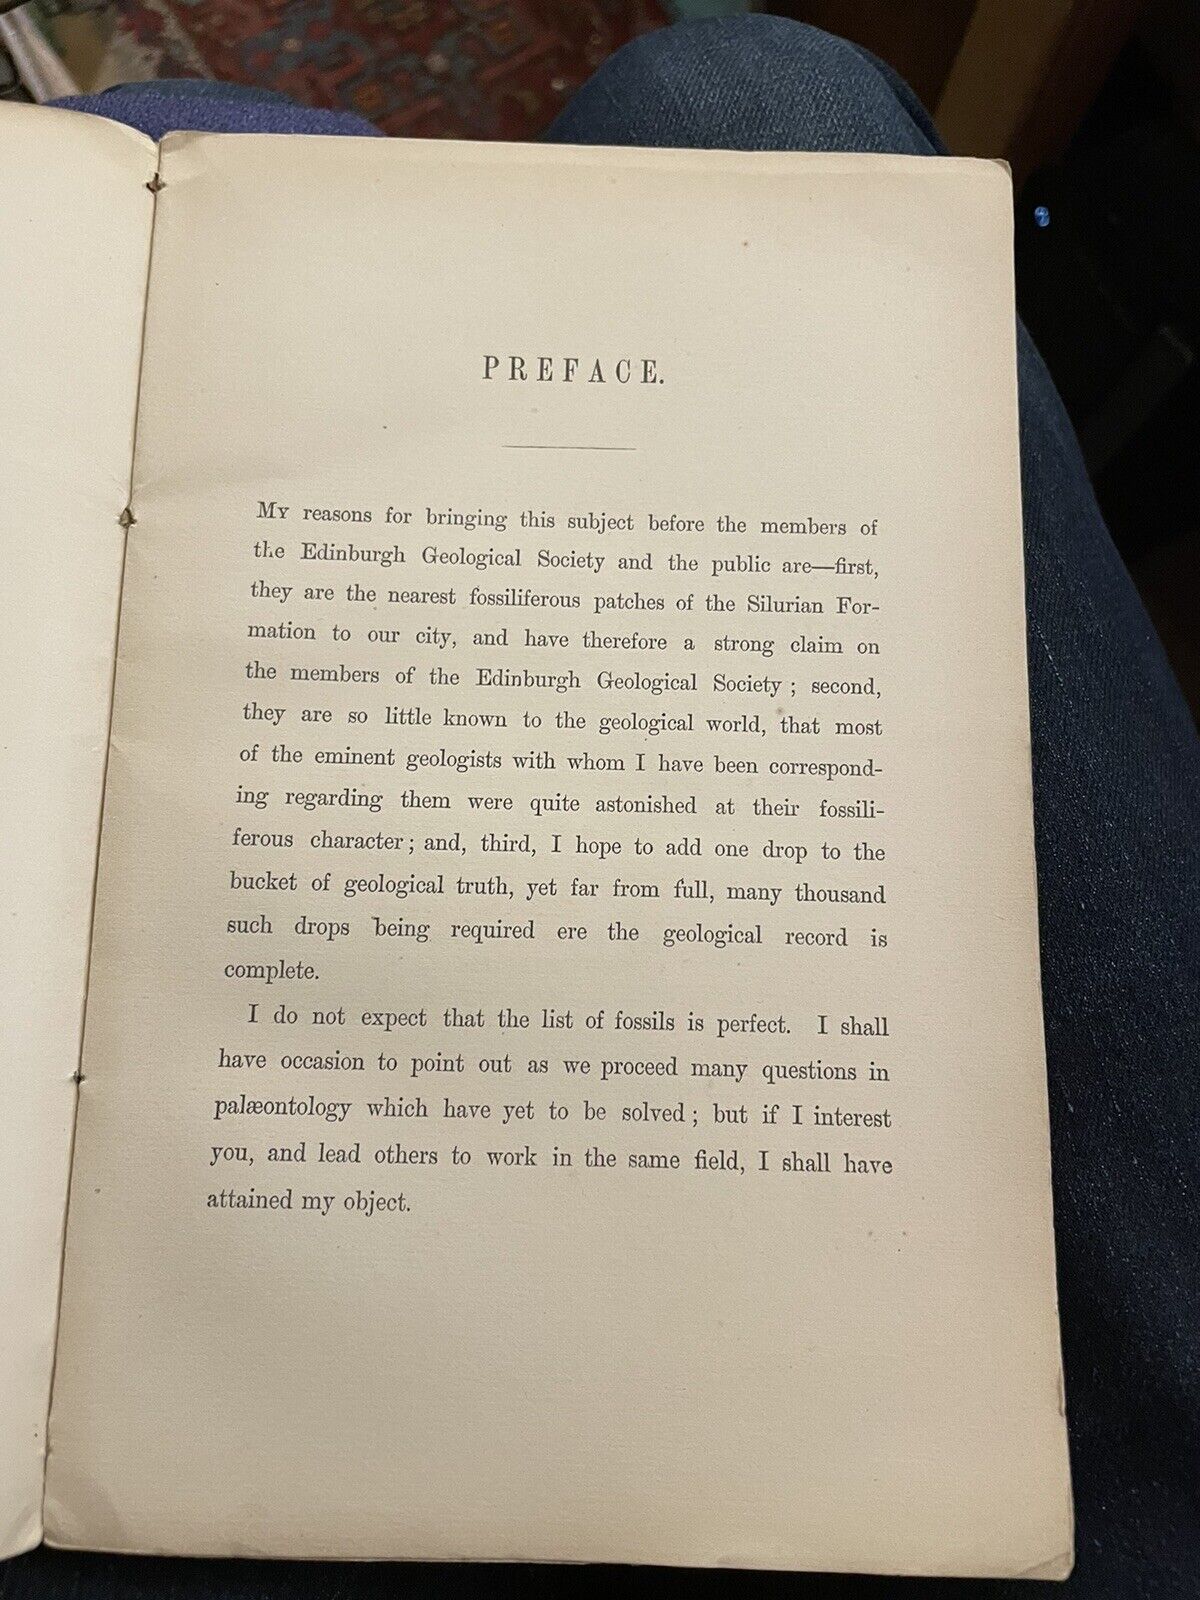 PREFACE.
My reasons for bringing this subject before the members of
the Edinburgh Geological Society and the public are—first,
they are the nearest fossiliferous patches of the Silurian For-
mation to our city, and have therefore a strong claim on
the members of the Edinburgh Geological Society ; second,
they are so little known to the geological world, that most
of the eminent geologists with whom I have been correspond-
ing regarding them were quite astonished at their fossili-
ferous character ; and, third, I hope to add one drop to the
bucket of geological truth, yet far from full, many thousand
such drops being required ere the geological record is
complete.
I do not expect that the list of fossils is perfect. I shall
have occasion to point out as we proceed many questions in
palæontology which have yet to be solved ; but if I interest
you, and lead others to work in the same field, I shall have
attained my object.